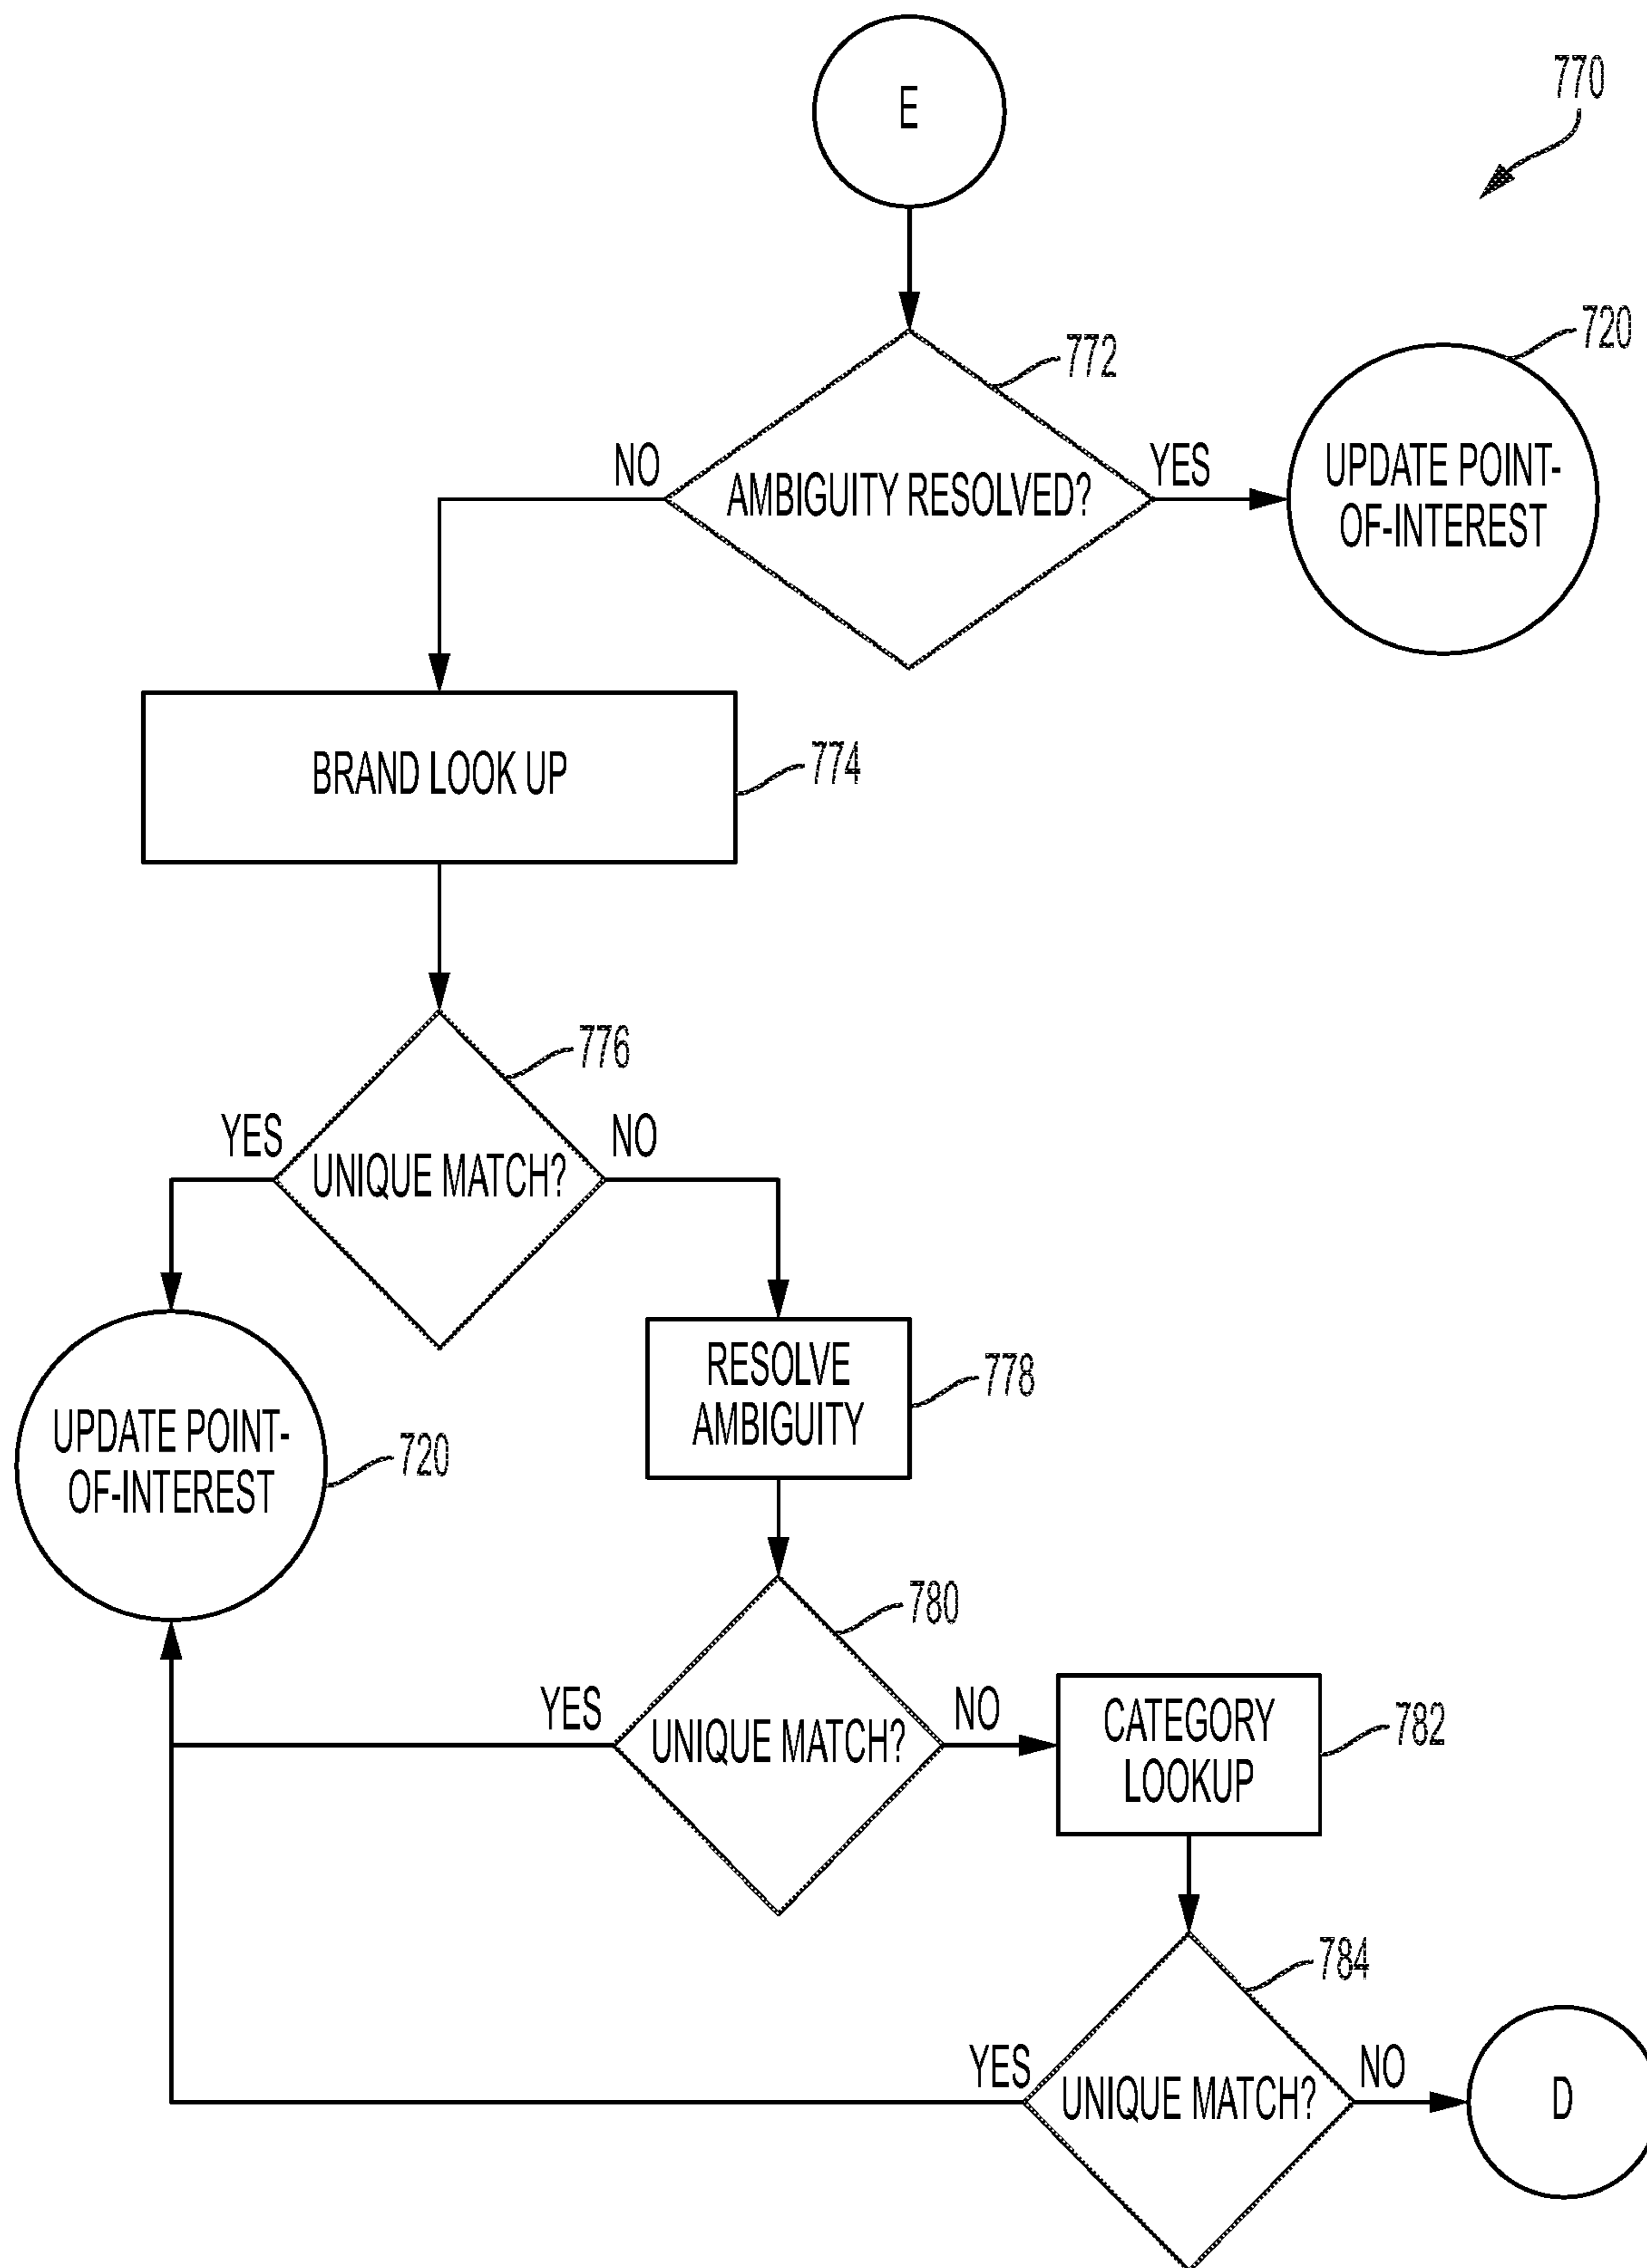 E
770
772
720
NO
YES
AMBIGUITY RESOLVED?
UPDATE POINT-
OF-INTEREST
BRAND LOOK UP
774
776
YES
NO
UNIQUE MATCH?
RESOLVE
AMBIGUITY
778
UPDATE POINT-
OF-INTEREST
720
780
YES
NO
UNIQUE MATCH?
CATEGORY
LOOKUP
782
784
YES
NO
UNIQUE MATCH?
D